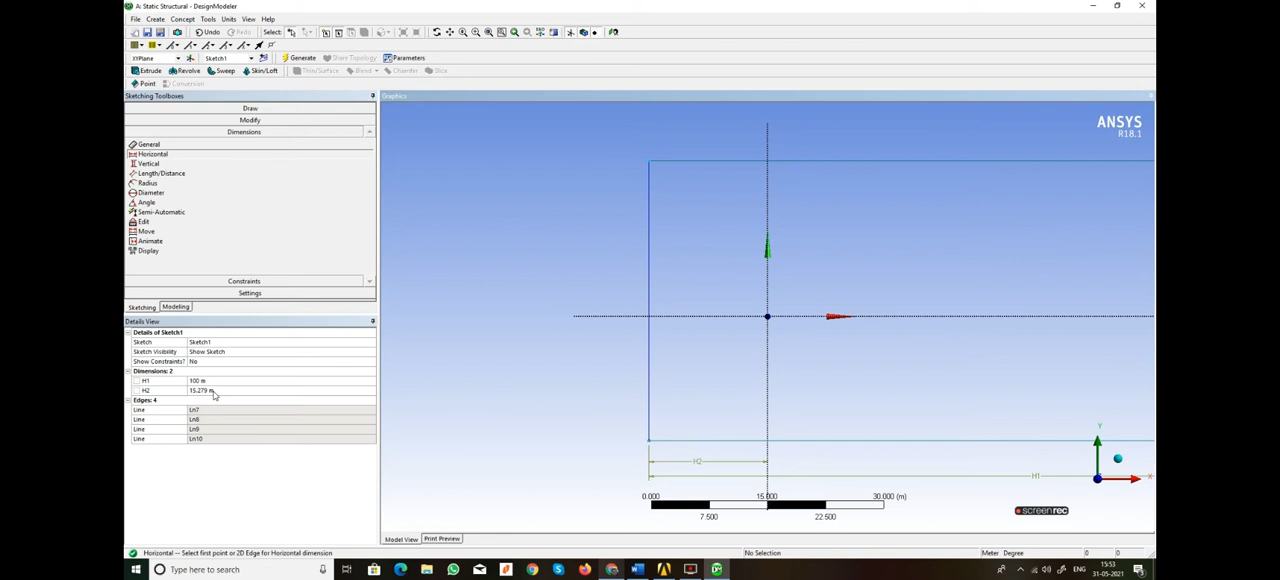 A: Static Structural - DesignModeler
File Create Concept Tools Units View Help
Undo Redo Select:
XYPlane Sketch1 Generate Share Topology Parameters
Extrude Revolve Sweep Skin/Loft Thin/Surface Blend Chamfer Slice
Point Conversion
Sketching Toolboxes
Draw
Modify
Dimensions
General
Horizontal
Vertical
Length/Distance
Radius
Diameter
Angle
Semi-Automatic
Edit
Move
Animate
Display
Constraints
Settings
Sketching Modeling
Details View
Details of Sketch1
Sketch Sketch1
Sketch Visibility Show Sketch
Show Constraints? No
Dimensions: 2
H1 100 m
H2 15.279 m
Edges: 4
Line Ln7
Line Ln8
Line Ln9
Line Ln10
Graphics
ANSYS
R18.1
H2
H1
Y
X
0.000 15.000 30.000 (m)
7.500 22.500
screenrec
Model View Print Preview
Horizontal -- Select first point or 2D Edge for Horizontal dimension No Selection Meter Degree 0 0
Type here to search
ENG
15:53
31-05-2021